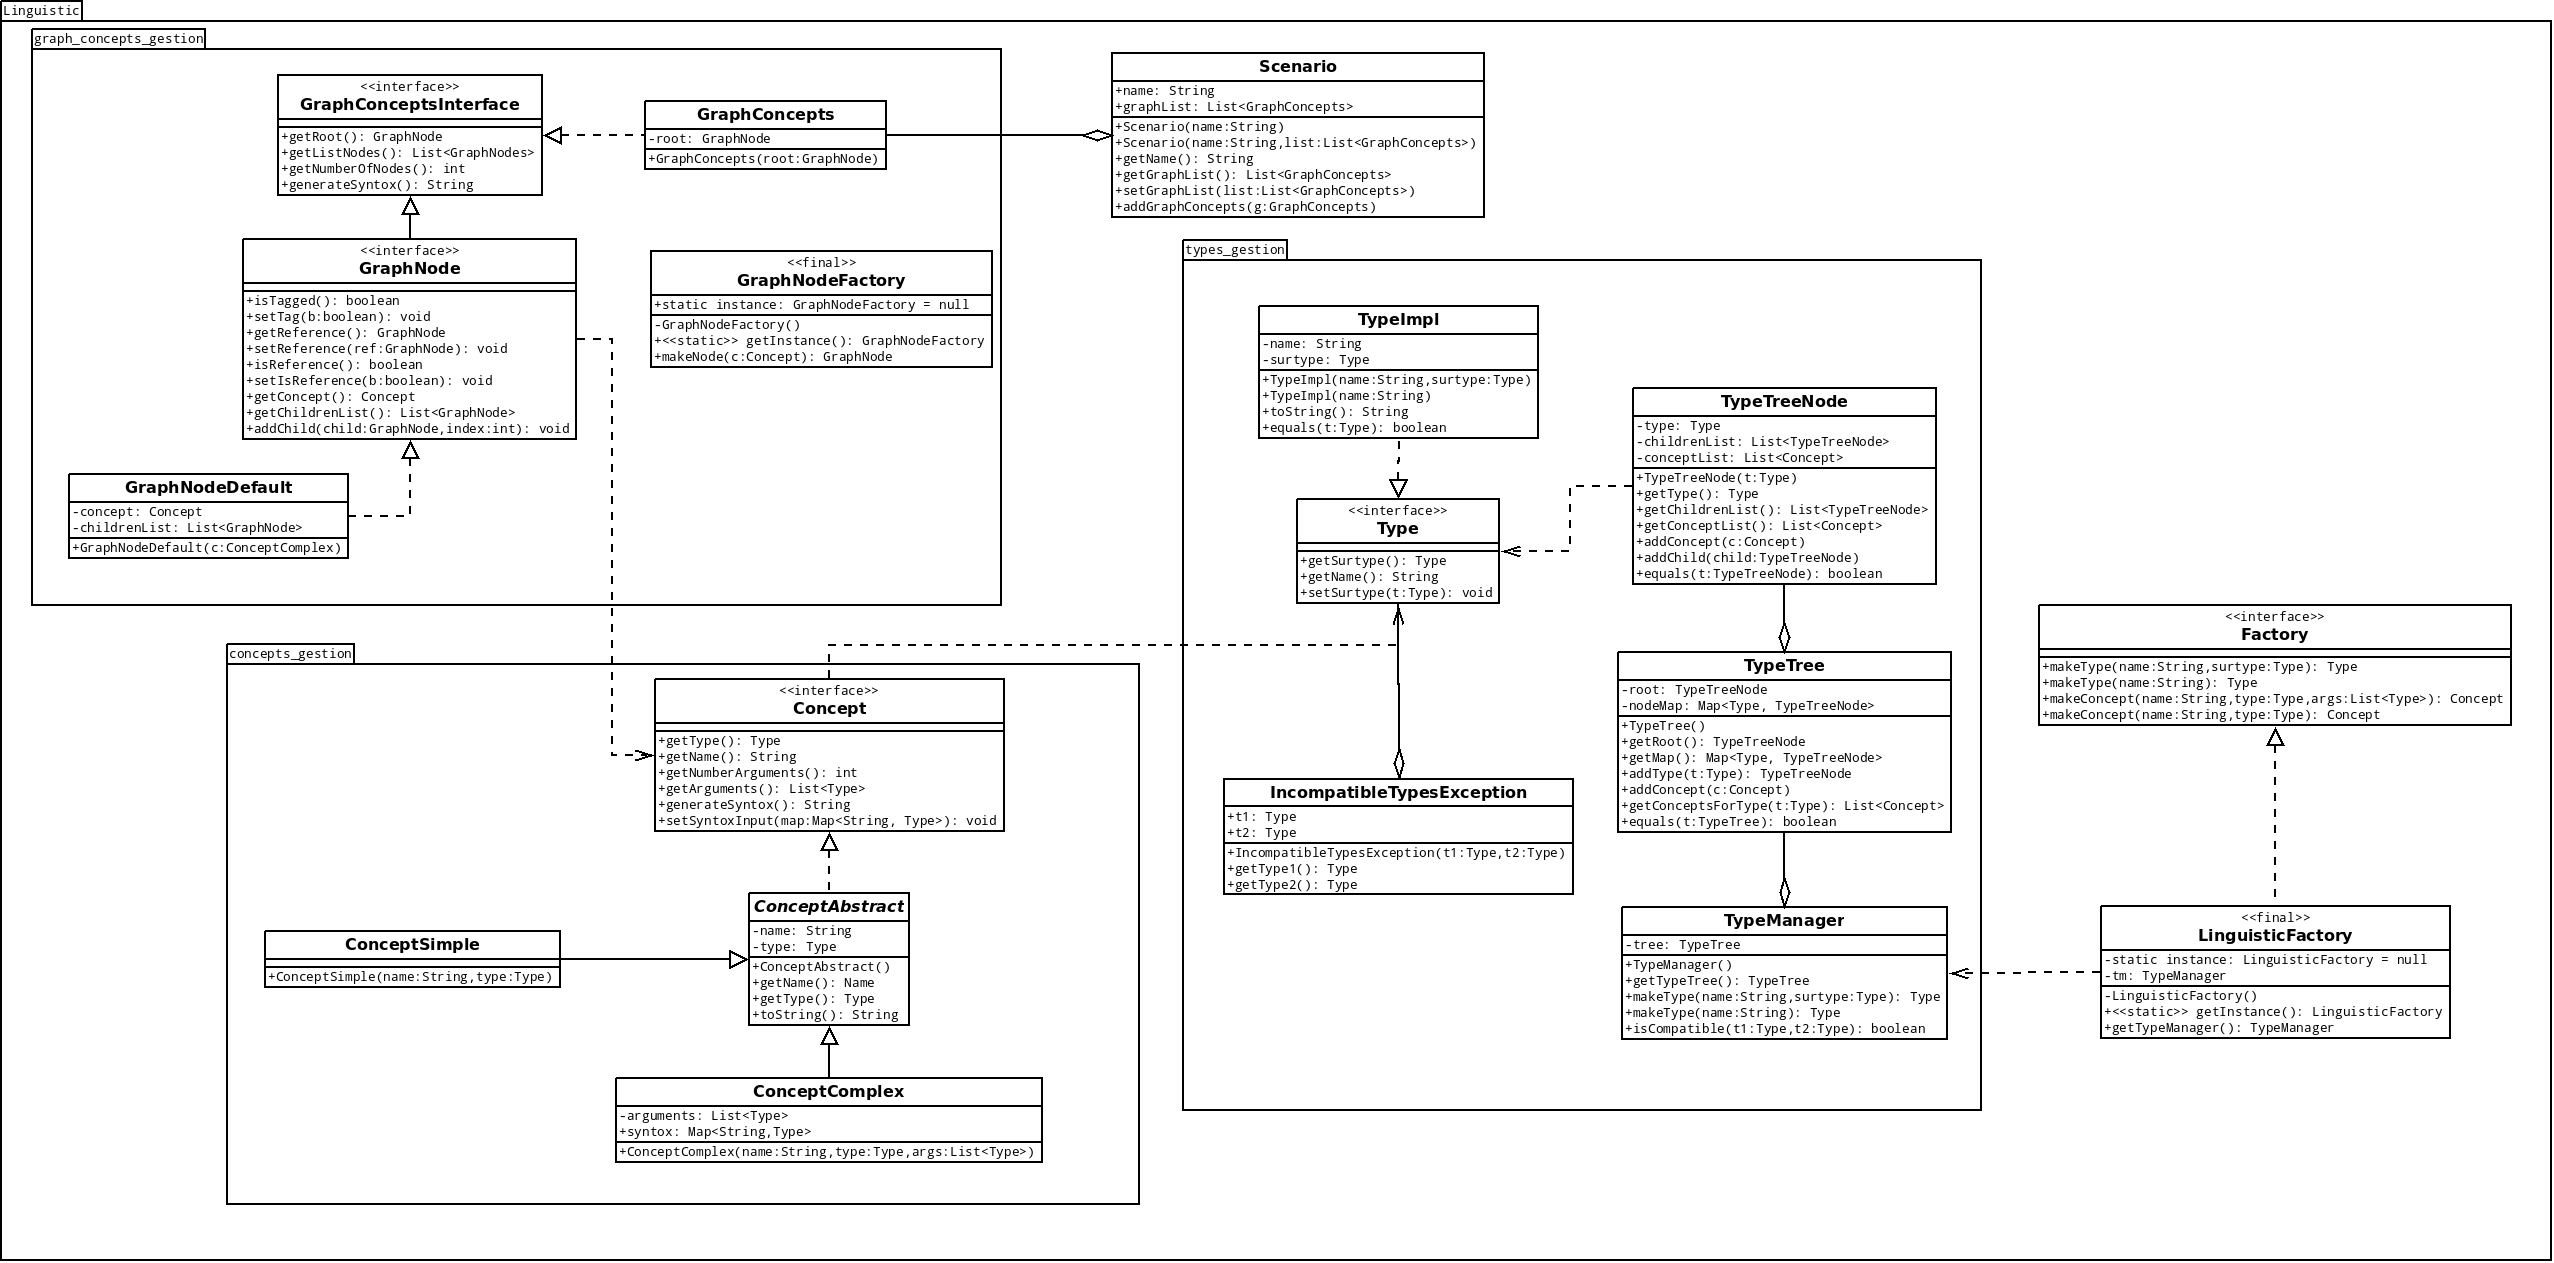 Linguistic
graph_concepts_gestion
<<interface>>
GraphConceptsInterface
+getRoot(): GraphNode
+getListNodes(): List<GraphNodes>
+getNumberOfNodes(): int
+generateSyntox(): String
GraphConcepts
-root: GraphNode
+GraphConcepts(root:GraphNode)
Scenario
+name: String
+graphList: List<GraphConcepts>
+Scenario(name:String)
+Scenario(name:String,list:List<GraphConcepts>)
+getName(): String
+getGraphList(): List<GraphConcepts>
+setGraphList(list:List<GraphConcepts>)
+addGraphConcepts(g:GraphConcepts)
<<interface>>
GraphNode
+isTagged(): boolean
+setTag(b:boolean): void
+getReference(): GraphNode
+setReference(ref:GraphNode): void
+isReference(): boolean
+setIsReference(b:boolean): void
+getConcept(): Concept
+getChildrenList(): List<GraphNode>
+addChild(child:GraphNode,index:int): void
<<final>>
GraphNodeFactory
+static instance: GraphNodeFactory = null
-GraphNodeFactory()
+<<static>> getInstance(): GraphNodeFactory
+makeNode(c:Concept): GraphNode
GraphNodeDefault
-concept: Concept
-childrenList: List<GraphNode>
+GraphNodeDefault(c:ConceptComplex)
types_gestion
TypeImpl
-name: String
-surtype: Type
+TypeImpl(name:String,surtype:Type)
+TypeImpl(name:String)
+toString(): String
+equals(t:Type): boolean
<<interface>>
Type
+getSurtype(): Type
+getName(): String
+setSurtype(t:Type): void
TypeTreeNode
-type: Type
-childrenList: List<TypeTreeNode>
-conceptList: List<Concept>
+TypeTreeNode(t:Type)
+getType(): Type
+getChildrenList(): List<TypeTreeNode>
+getConceptList(): List<Concept>
+addConcept(c:Concept)
+addChild(child:TypeTreeNode)
+equals(t:TypeTreeNode): boolean
TypeTree
-root: TypeTreeNode
-nodeMap: Map<Type, TypeTreeNode>
+TypeTree()
+getRoot(): TypeTreeNode
+getMap(): Map<Type, TypeTreeNode>
+addType(t:Type): TypeTreeNode
+addConcept(c:Concept)
+getConceptsForType(t:Type): List<Concept>
+equals(t:TypeTree): boolean
IncompatibleTypesException
+t1: Type
+t2: Type
+IncompatibleTypesException(t1:Type,t2:Type)
+getType1(): Type
+getType2(): Type
TypeManager
-tree: TypeTree
+TypeManager()
+getTypeTree(): TypeTree
+makeType(name:String,surtype:Type): Type
+makeType(name:String): Type
+isCompatible(t1:Type,t2:Type): boolean
<<interface>>
Factory
+makeType(name:String,surtype:Type): Type
+makeType(name:String): Type
+makeConcept(name:String,type:Type,args:List<Type>): Concept
+makeConcept(name:String,type:Type): Concept
<<final>>
LinguisticFactory
-static instance: LinguisticFactory = null
-tm: TypeManager
-LinguisticFactory()
+<<static>> getInstance(): LinguisticFactory
+getTypeManager(): TypeManager
concepts_gestion
<<interface>>
Concept
+getType(): Type
+getName(): String
+getNumberArguments(): int
+getArguments(): List<Type>
+generateSyntox(): String
+setSyntoxInput(map:Map<String, Type>): void
ConceptAbstract
-name: String
-type: Type
+ConceptAbstract()
+getName(): Name
+getType(): Type
+toString(): String
ConceptSimple
+ConceptSimple(name:String,type:Type)
ConceptComplex
-arguments: List<Type>
+syntox: Map<String,Type>
+ConceptComplex(name:String,type:Type,args:List<Type>)